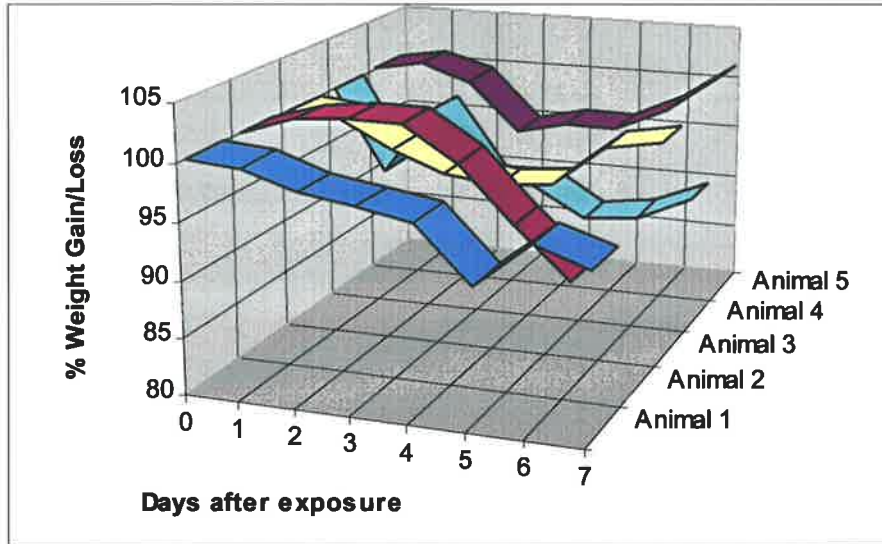 105
100
95
90
85
80
% Weight Gain/Loss
0
1
2
3
4
5
6
7
Days after exposure
Animal 5
Animal 4
Animal 3
Animal 2
Animal 1